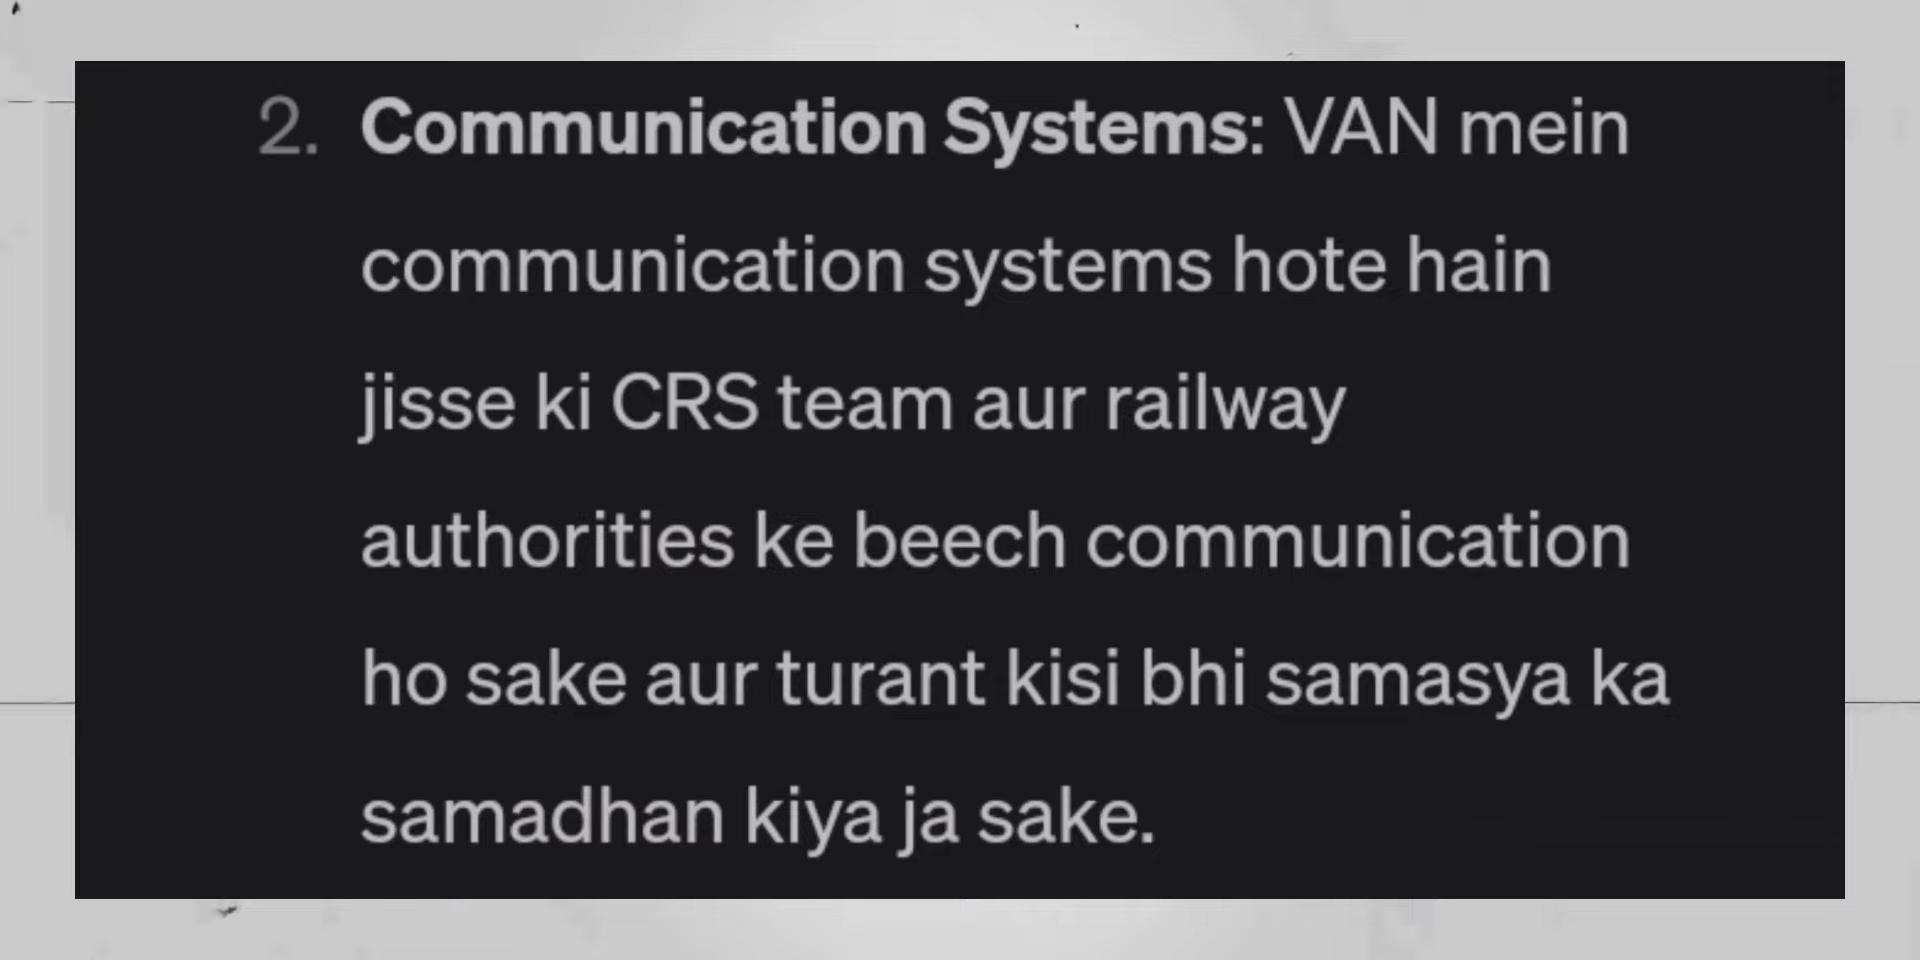 2. Communication Systems: VAN mein
communication systems hote hain
jisse ki CRS team aur railway
authorities ke beech communication
ho sake aur turant kisi bhi samasya ka
samadhan kiya ja sake.